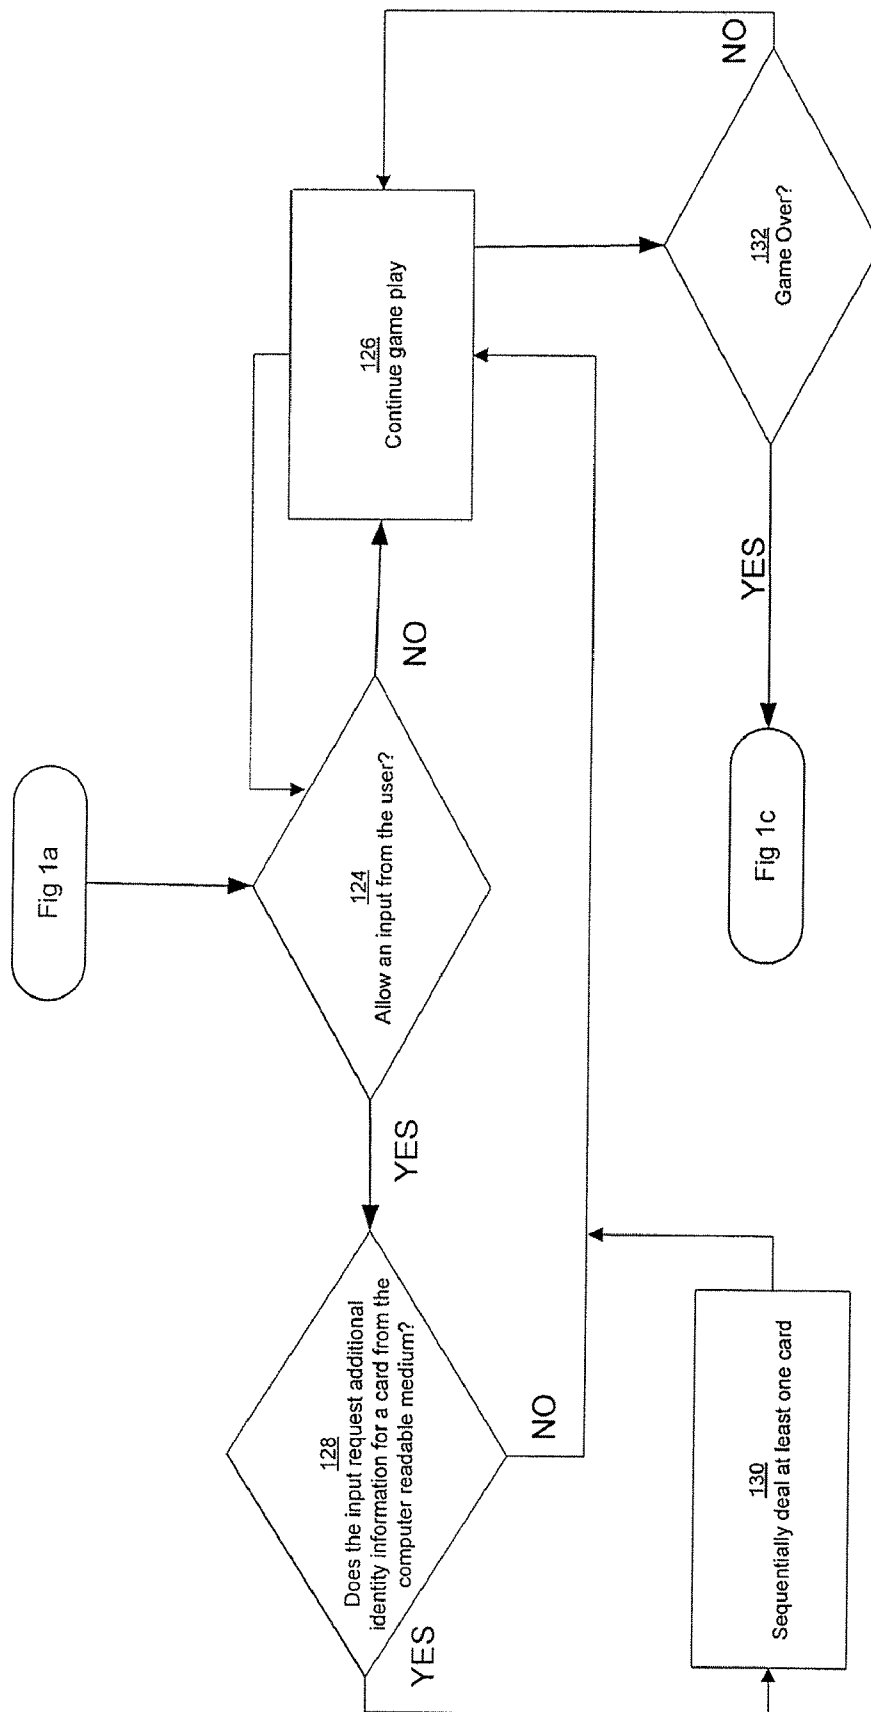 Fig 1a
124
Allow an input from the user?
NO
YES
126
Continue game play
128
Does the input request additional
identity information for a card from the
computer readable medium?
NO
YES
130
Sequentially deal at least one card
132
Game Over?
NO
YES
Fig 1c